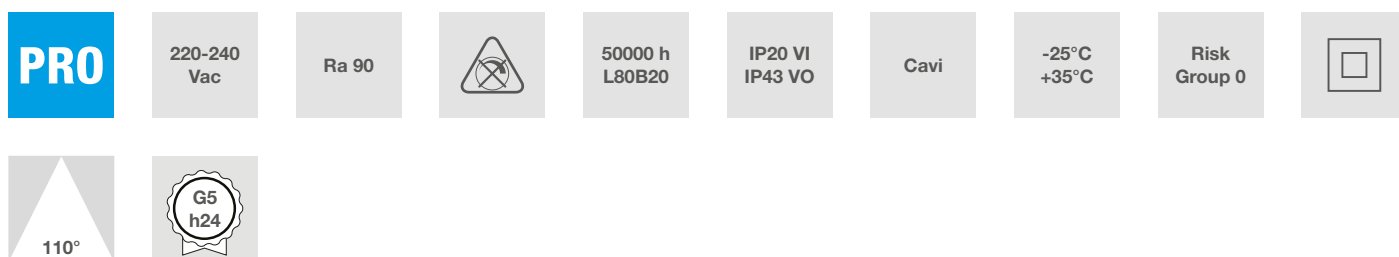 PRO
220-240
Vac
Ra 90
50000 h
L80B20
IP20 VI
IP43 VO
Cavi
-25°C
+35°C
Risk
Group 0
110°
G5
h24